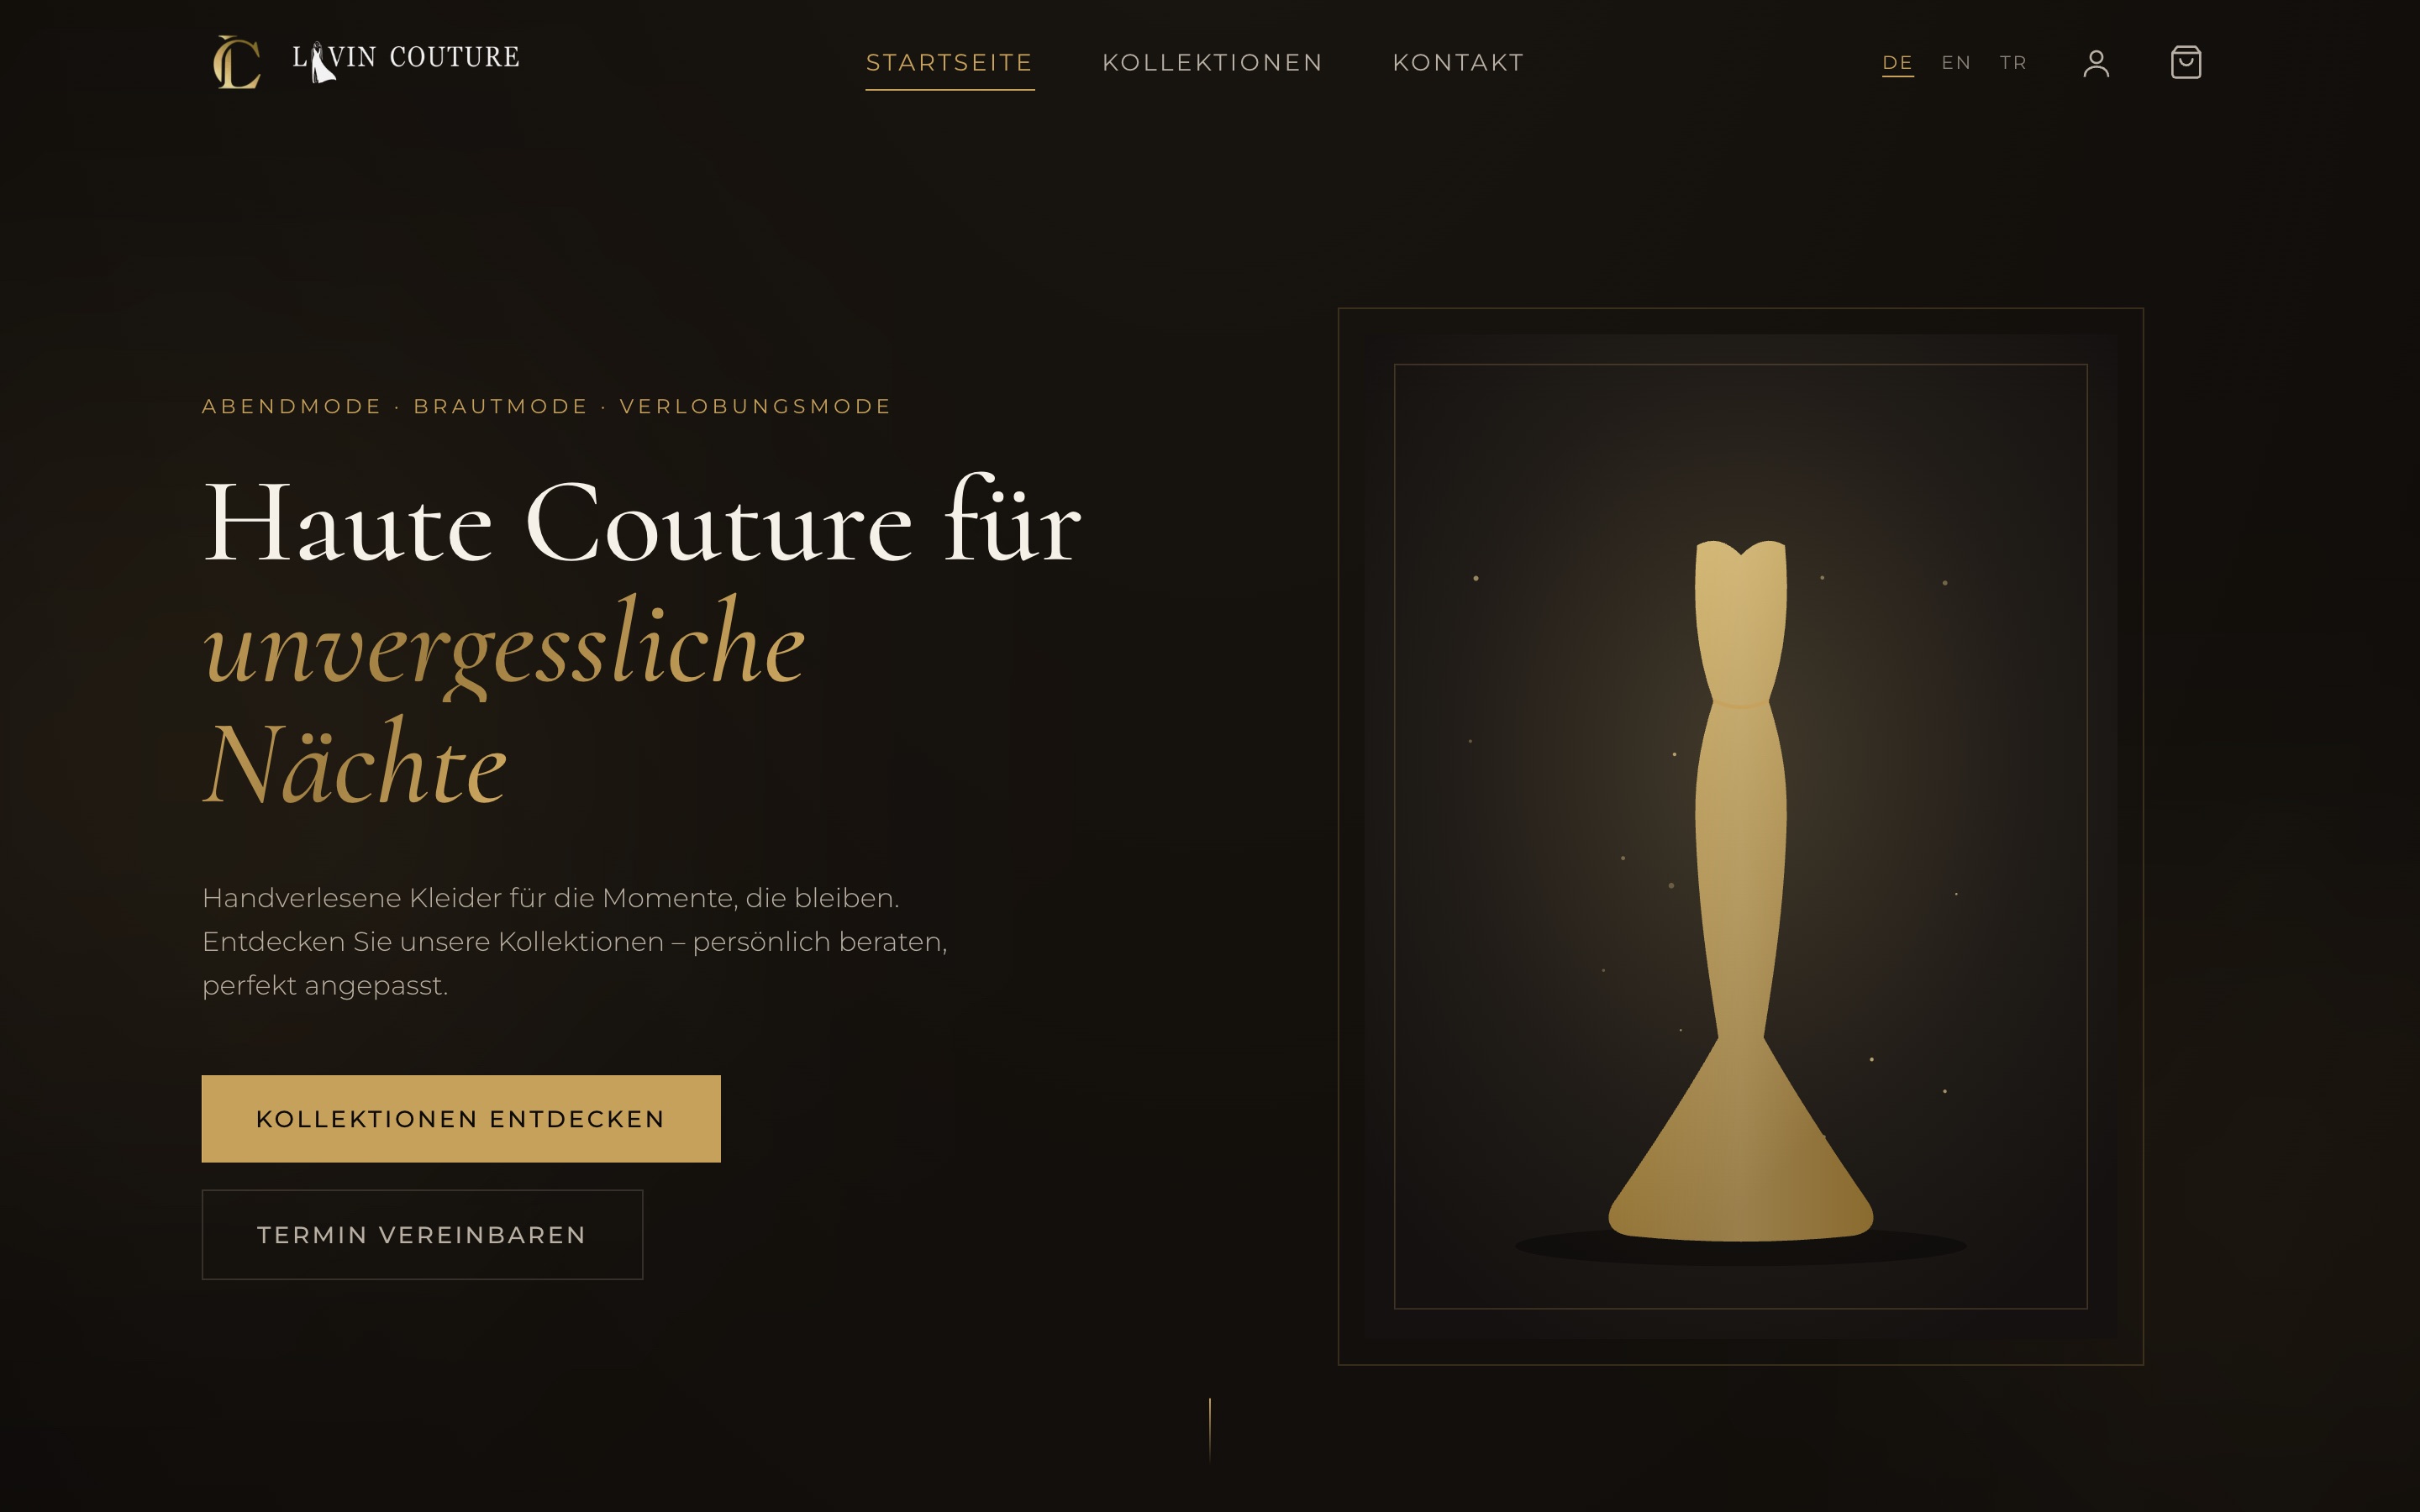 LAVIN COUTURE
STARTSEITE
KOLLEKTIONEN
KONTAKT
DE
EN
TR
ABENDMODE · BRAUTMODE · VERLOBUNGSMODE
Haute Couture für
unvergessliche
Nächte
Handverlesene Kleider für die Momente, die bleiben.
Entdecken Sie unsere Kollektionen – persönlich beraten,
perfekt angepasst.
KOLLEKTIONEN ENTDECKEN
TERMIN VEREINBAREN